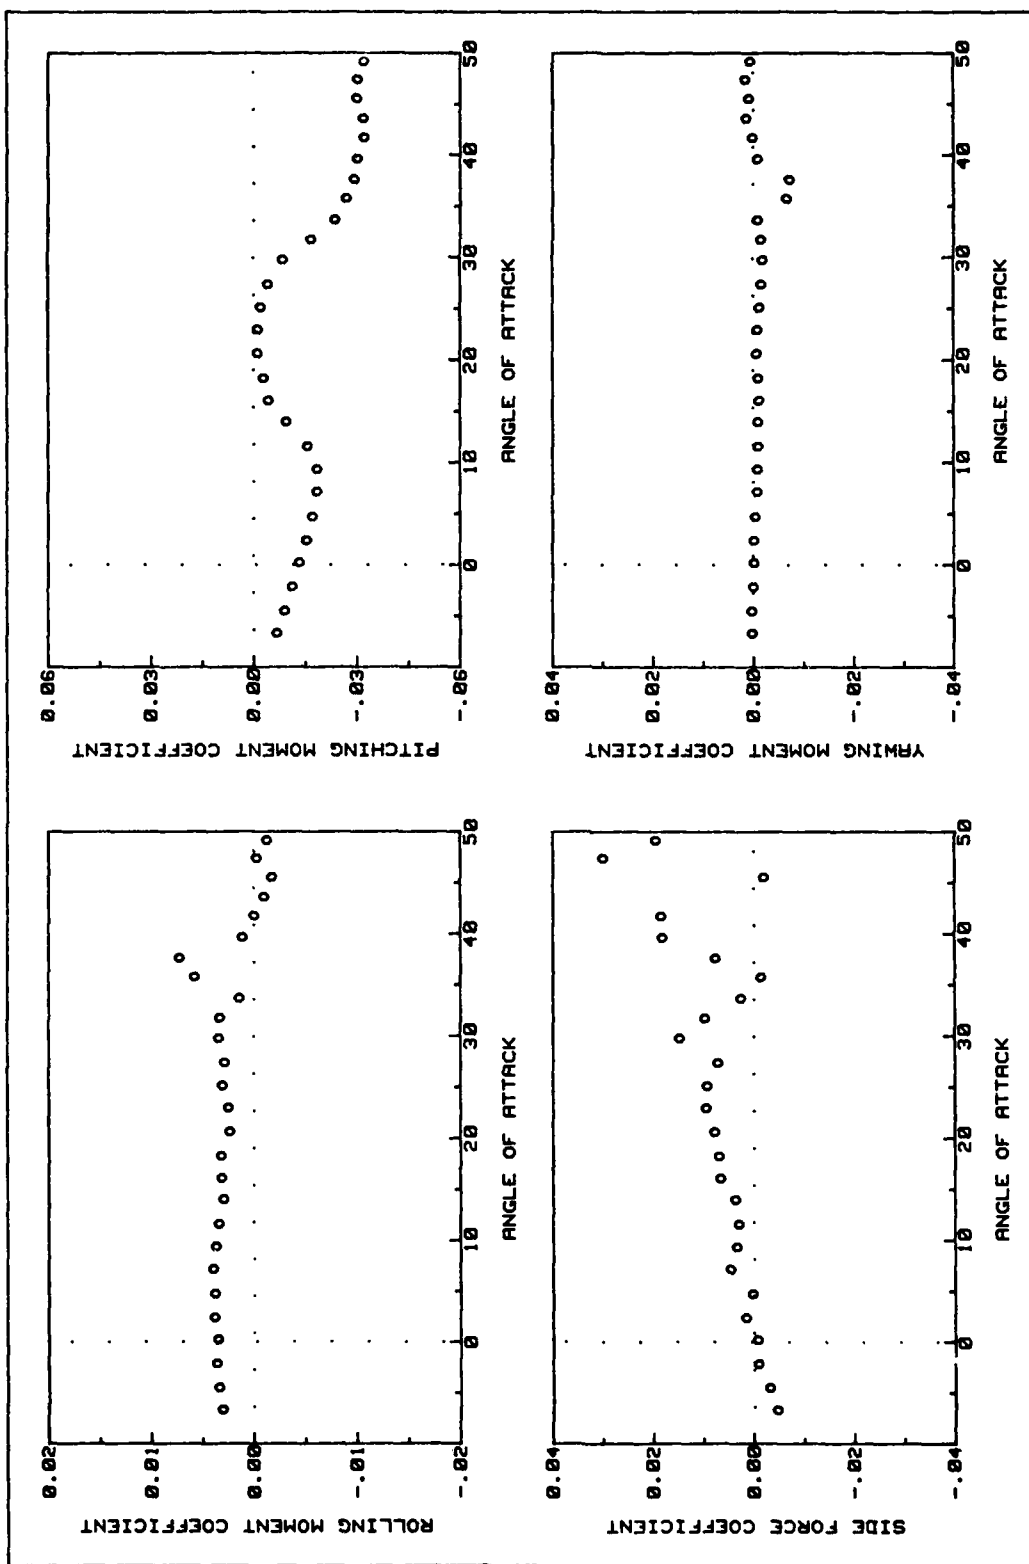 ROLLING MOMENT COEFFICIENT
0.02
0.01
0.00
-.01
-.02
0 10 20 30 40 50
ANGLE OF ATTACK
PITCHING MOMENT COEFFICIENT
0.06
0.03
0.00
-.03
-.06
0 10 20 30 40 50
ANGLE OF ATTACK
SIDE FORCE COEFFICIENT
0.04
0.02
0.00
-.02
-.04
0 10 20 30 40 50
ANGLE OF ATTACK
YAWING MOMENT COEFFICIENT
0.04
0.02
0.00
-.02
-.04
0 10 20 30 40 50
ANGLE OF ATTACK